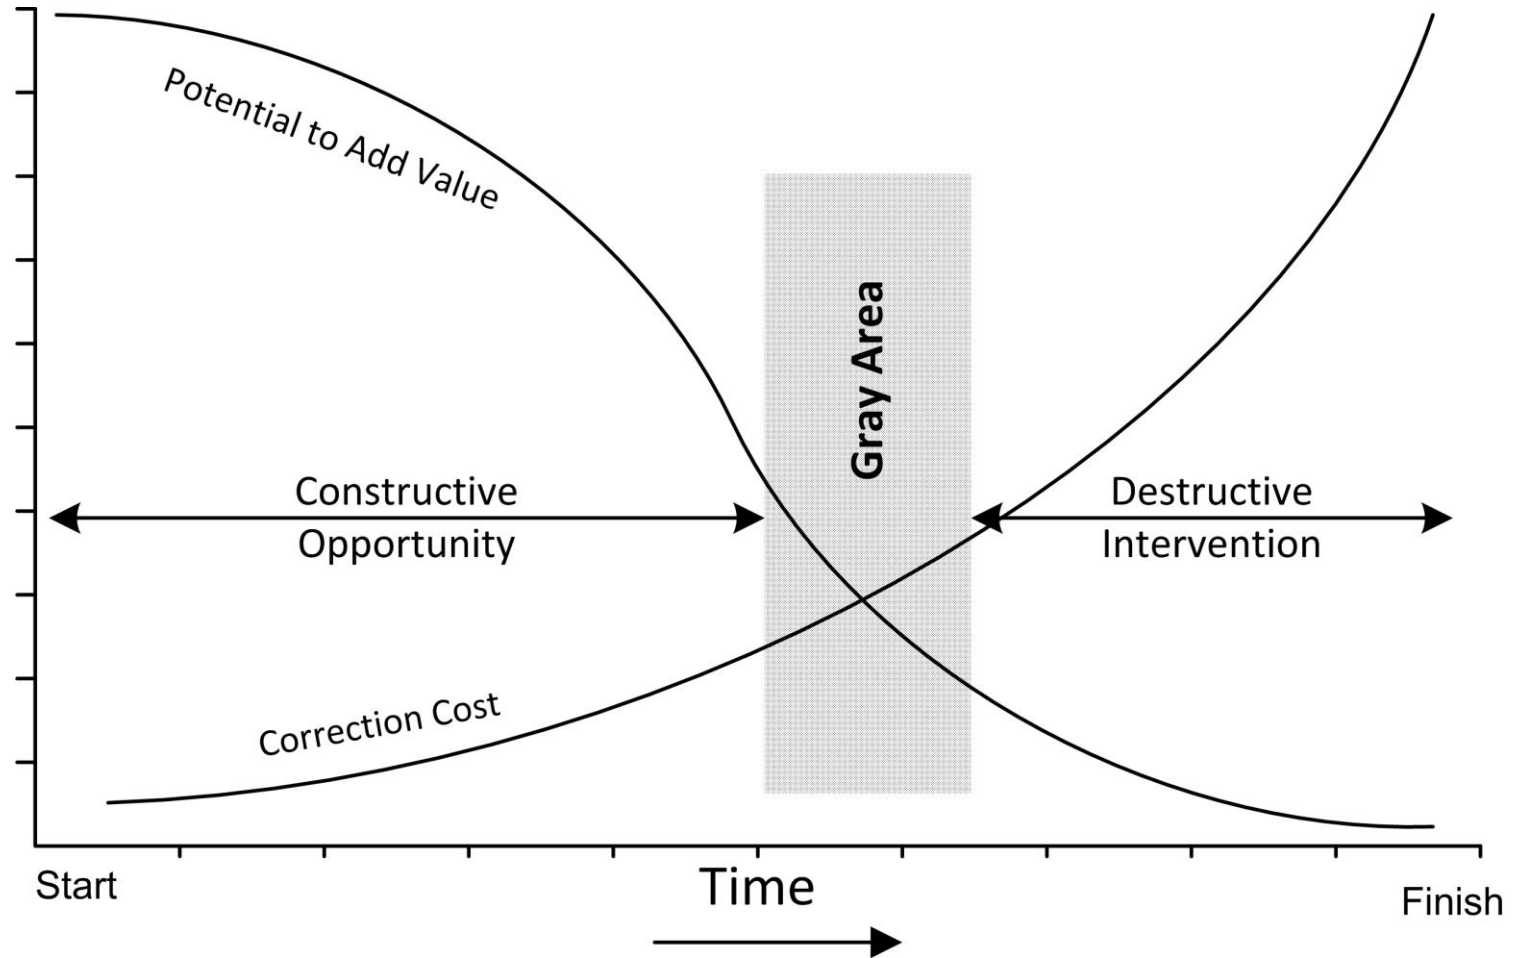 Potential to Add Value
Gray Area
Constructive
Opportunity
Destructive
Intervention
Correction Cost
Start
Time
Finish